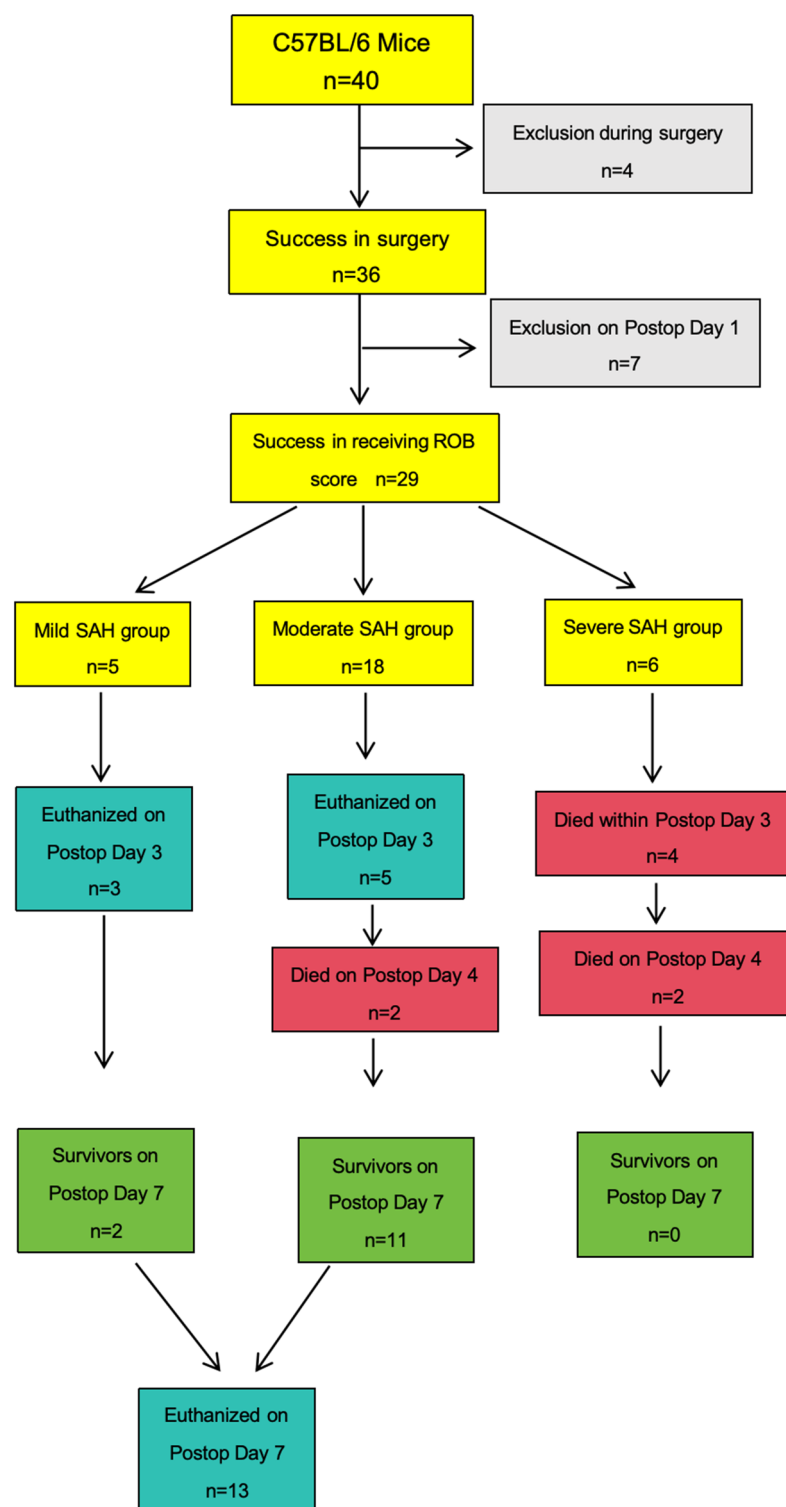 C57BL/6 Mice
n=40
Exclusion during surgery
n=4
Success in surgery
n=36
Exclusion on Postop Day 1
n=7
Success in receiving ROB
score n=29
Mild SAH group
n=5
Moderate SAH group
n=18
Severe SAH group
n=6
Euthanized on
Postop Day 3
n=3
Euthanized on
Postop Day 3
n=5
Died within Postop Day 3
n=4
Died on Postop Day 4
n=2
Died on Postop Day 4
n=2
Survivors on
Postop Day 7
n=2
Survivors on
Postop Day 7
n=11
Survivors on
Postop Day 7
n=0
Euthanized on
Postop Day 7
n=13